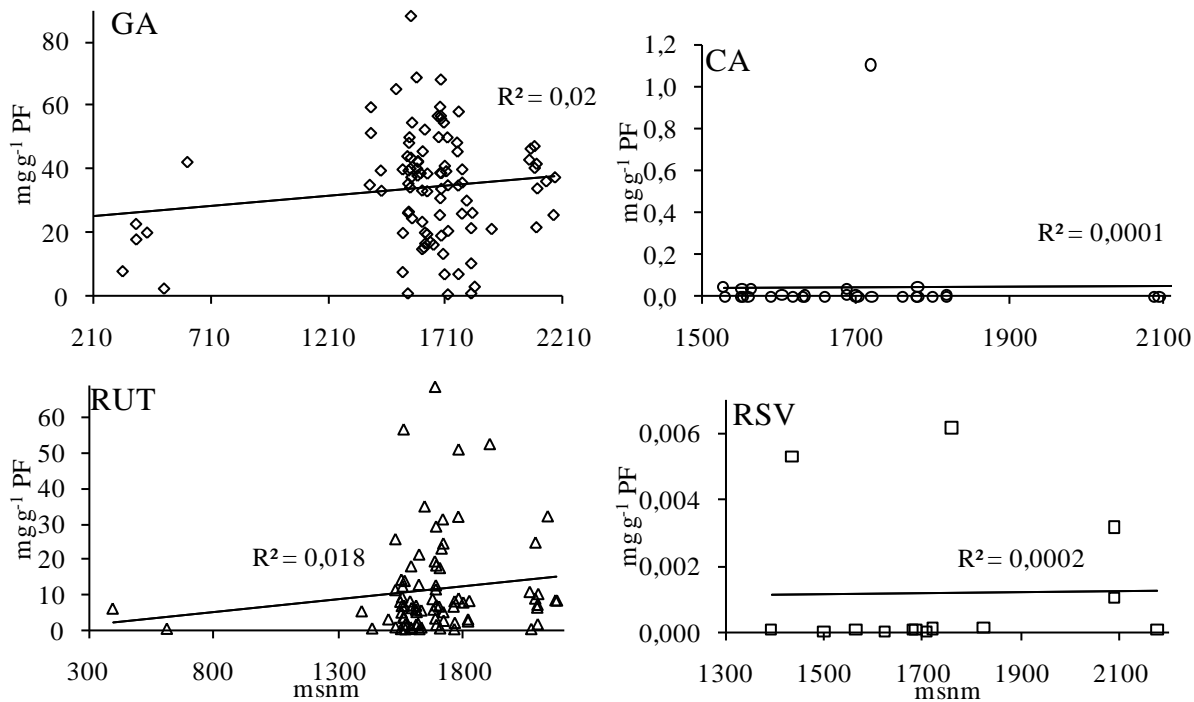 GA
80
60
40
20
0
mg g⁻¹ PF
R² = 0,02
210 710 1210 1710 2210
CA
1,2
1,0
0,8
0,6
0,4
0,2
0,0
mg g⁻¹ PF
R² = 0,0001
1500 1700 1900 2100
RUT
60
50
40
30
20
10
0
mg g⁻¹ PF
R² = 0,018
300 800 1300 1800
msnm
RSV
0,006
0,004
0,002
0,000
mg g⁻¹ PF
R² = 0,0002
1300 1500 1700 1900 2100
msnm